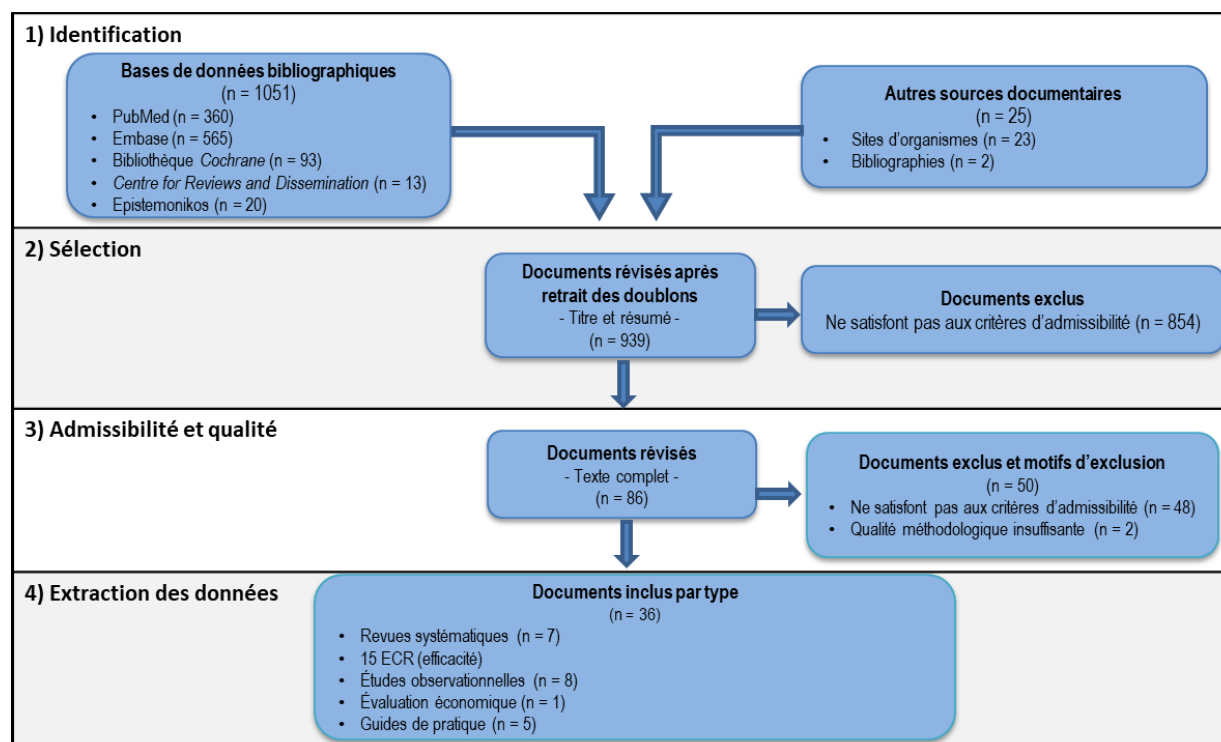 1) Identification
Bases de données bibliographiques
(n = 1051)
• PubMed (n = 360)
• Embase (n = 565)
• Bibliothèque Cochrane (n = 93)
• Centre for Reviews and Dissemination (n = 13)
• Epistemonikos (n = 20)
Autres sources documentaires
(n = 25)
• Sites d'organismes (n = 23)
• Bibliographies (n = 2)
2) Sélection
Documents révisés après
retrait des doublons
- Titre et résumé -
(n = 939)
Documents exclus
Ne satisfont pas aux critères d'admissibilité (n = 854)
3) Admissibilité et qualité
Documents révisés
- Texte complet -
(n = 86)
Documents exclus et motifs d'exclusion
(n = 50)
• Ne satisfont pas aux critères d'admissibilité (n = 48)
• Qualité méthodologique insuffisante (n = 2)
4) Extraction des données
Documents inclus par type
(n = 36)
• Revues systématiques (n = 7)
• 15 ECR (efficacité)
• Études observationnelles (n = 8)
• Évaluation économique (n = 1)
• Guides de pratique (n = 5)